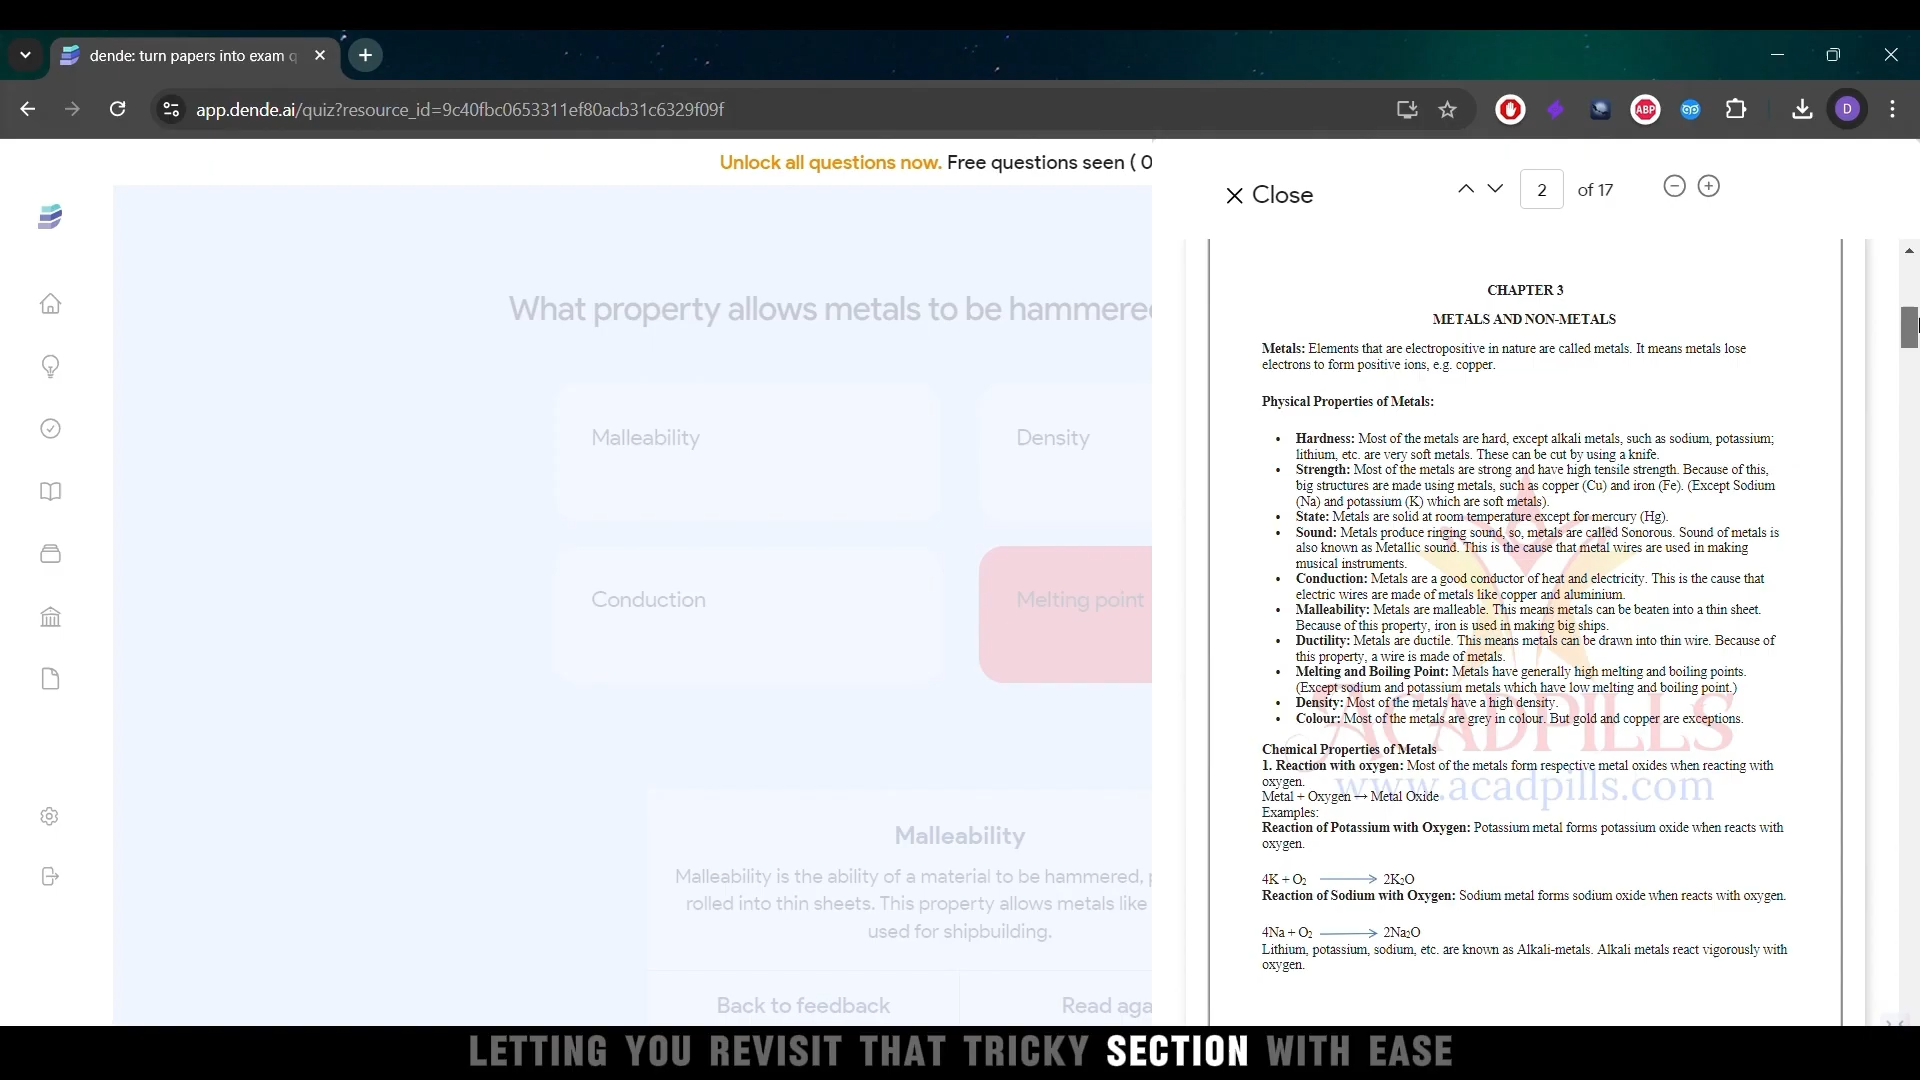 dende: turn papers into exam q
app.dende.ai/quiz?resource_id=9c40fbc0653311ef80acb31c6329f09f
ABP
D
Unlock all questions now. Free questions seen ( 0
Close
2 of 17
What property allows metals to be hammered
Malleability
Density
Conduction
Melting point
Malleability
Malleability is the ability of a material to be hammered,
rolled into thin sheets. This property allows metals like
used for shipbuilding.
Back to feedback
Read aga
CHAPTER 3
METALS AND NON-METALS
Metals: Elements that are electropositive in nature are called metals. It means metals lose
electrons to form positive ions, e.g. copper.
Physical Properties of Metals:
• Hardness: Most of the metals are hard, except alkali metals, such as sodium, potassium;
lithium, etc. are very soft metals. These can be cut by using a knife.
• Strength: Most of the metals are strong and have high tensile strength. Because of this,
big structures are made using metals, such as copper (Cu) and iron (Fe). (Except Sodium
(Na) and potassium (K) which are soft metals).
• State: Metals are solid at room temperature except for mercury (Hg).
• Sound: Metals produce ringing sound, so, metals are called Sonorous. Sound of metals is
also known as Metallic sound. This is the cause that metal wires are used in making
musical instruments.
• Conduction: Metals are a good conductor of heat and electricity. This is the cause that
electric wires are made of metals like copper and aluminium.
• Malleability: Metals are malleable. This means metals can be beaten into a thin sheet.
Because of this property, iron is used in making big ships.
• Ductility: Metals are ductile. This means metals can be drawn into thin wire. Because of
this property, a wire is made of metals.
• Melting and Boiling Point: Metals have generally high melting and boiling points.
(Except sodium and potassium metals which have low melting and boiling point.)
• Density: Most of the metals have a high density.
• Colour: Most of the metals are grey in colour. But gold and copper are exceptions.
ACADPILLS
www.acadpills.com
Chemical Properties of Metals
1. Reaction with oxygen: Most of the metals form respective metal oxides when reacting with
oxygen.
Metal + Oxygen → Metal Oxide
Examples:
Reaction of Potassium with Oxygen: Potassium metal forms potassium oxide when reacts with
oxygen.
4K + O₂ → 2K₂O
Reaction of Sodium with Oxygen: Sodium metal forms sodium oxide when reacts with oxygen.
4Na + O₂ → 2Na₂O
Lithium, potassium, sodium, etc. are known as Alkali-metals. Alkali metals react vigorously with
oxygen.
LETTING YOU REVISIT THAT TRICKY SECTION WITH EASE